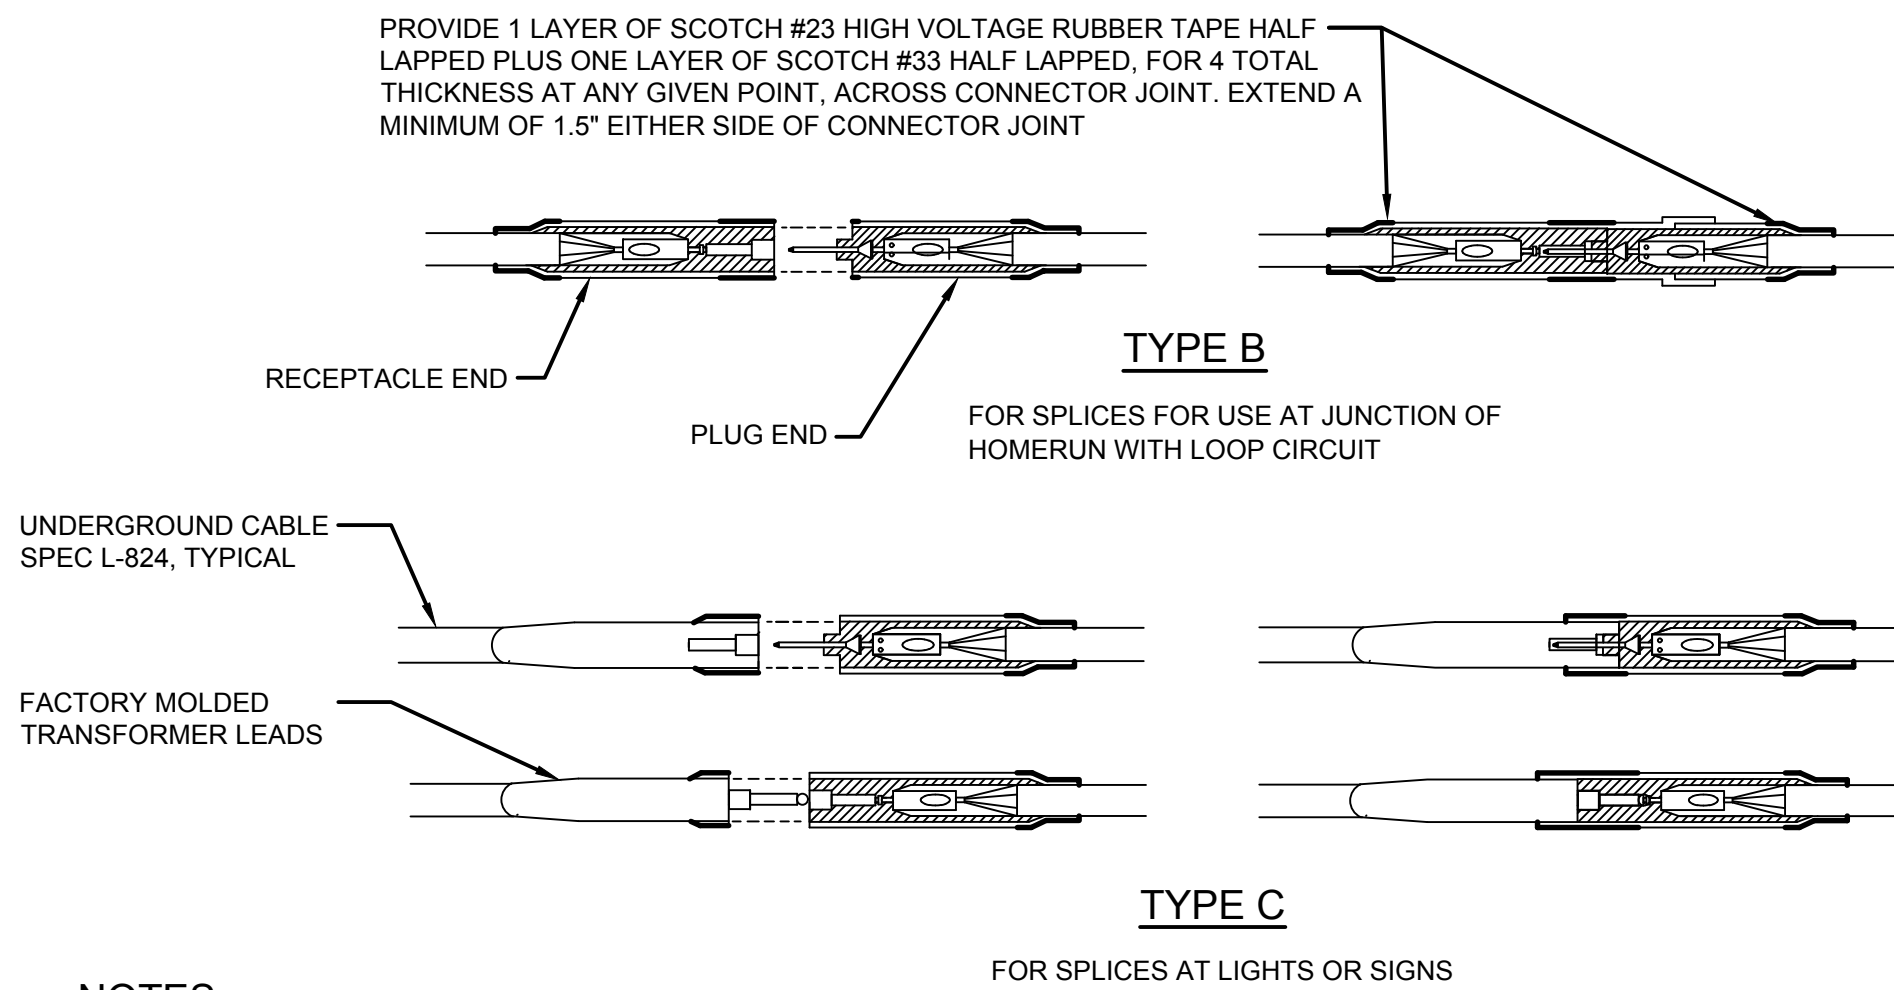 PROVIDE 1 LAYER OF SCOTCH #23 HIGH VOLTAGE RUBBER TAPE HALF
LAPPED PLUS ONE LAYER OF SCOTCH #33 HALF LAPPED, FOR 4 TOTAL
THICKNESS AT ANY GIVEN POINT, ACROSS CONNECTOR JOINT. EXTEND A
MINIMUM OF 1.5" EITHER SIDE OF CONNECTOR JOINT
TYPE B
RECEPTACLE END
PLUG END
FOR SPLICES FOR USE AT JUNCTION OF
HOMERUN WITH LOOP CIRCUIT
UNDERGROUND CABLE
SPEC L-824, TYPICAL
FACTORY MOLDED
TRANSFORMER LEADS
TYPE C
FOR SPLICES AT LIGHTS OR SIGNS
NOTES